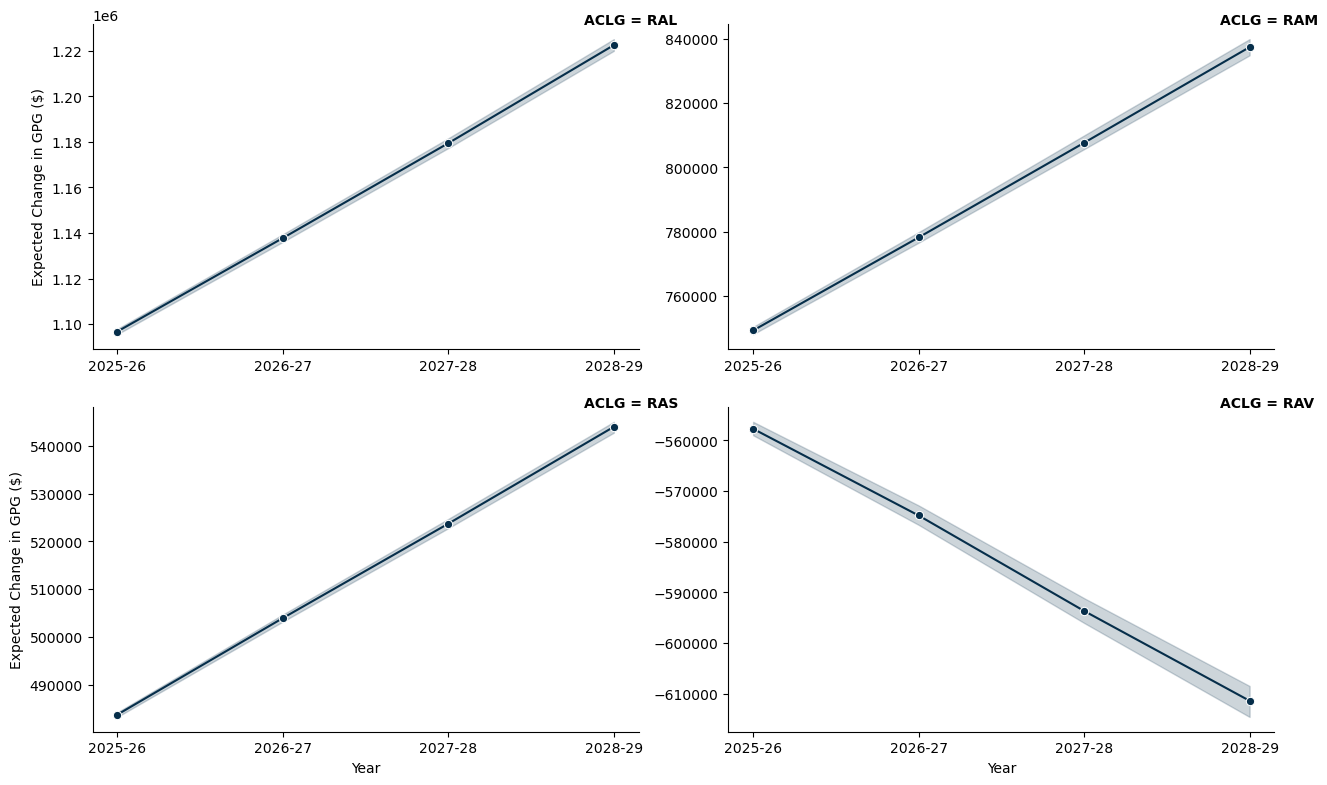 1e6
ACLG = RAL
1.22
1.20
1.18
1.16
1.14
1.12
1.10
Expected Change in GPG ($)
2025-26 2026-27 2027-28 2028-29
ACLG = RAM
840000
820000
800000
780000
760000
2025-26 2026-27 2027-28 2028-29
ACLG = RAS
540000
530000
520000
510000
500000
490000
Expected Change in GPG ($)
2025-26 2026-27 2027-28 2028-29
Year
ACLG = RAV
−560000
−570000
−580000
−590000
−600000
−610000
2025-26 2026-27 2027-28 2028-29
Year